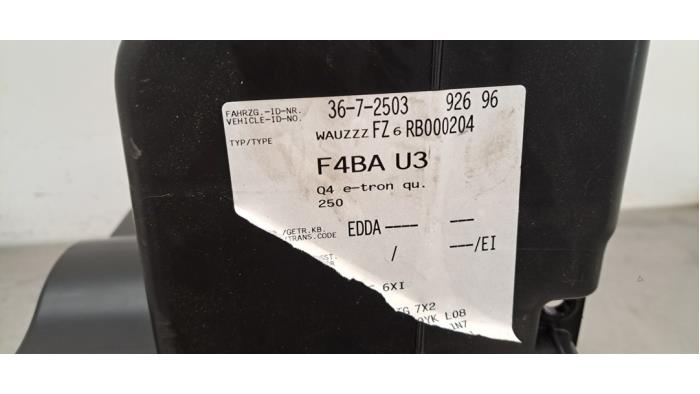 FAHRZG.-ID-NR. 36-7-2503 926 96
VEHICLE-ID-NO. WAUZZZ FZ 6 RB000204
TYP/TYPE
F4BA U3
Q4 e-tron qu.
250
/GETR.KB. EDDA---- ---
/TRANS.CODE
/ ---/EI
6XI
7X2
L08